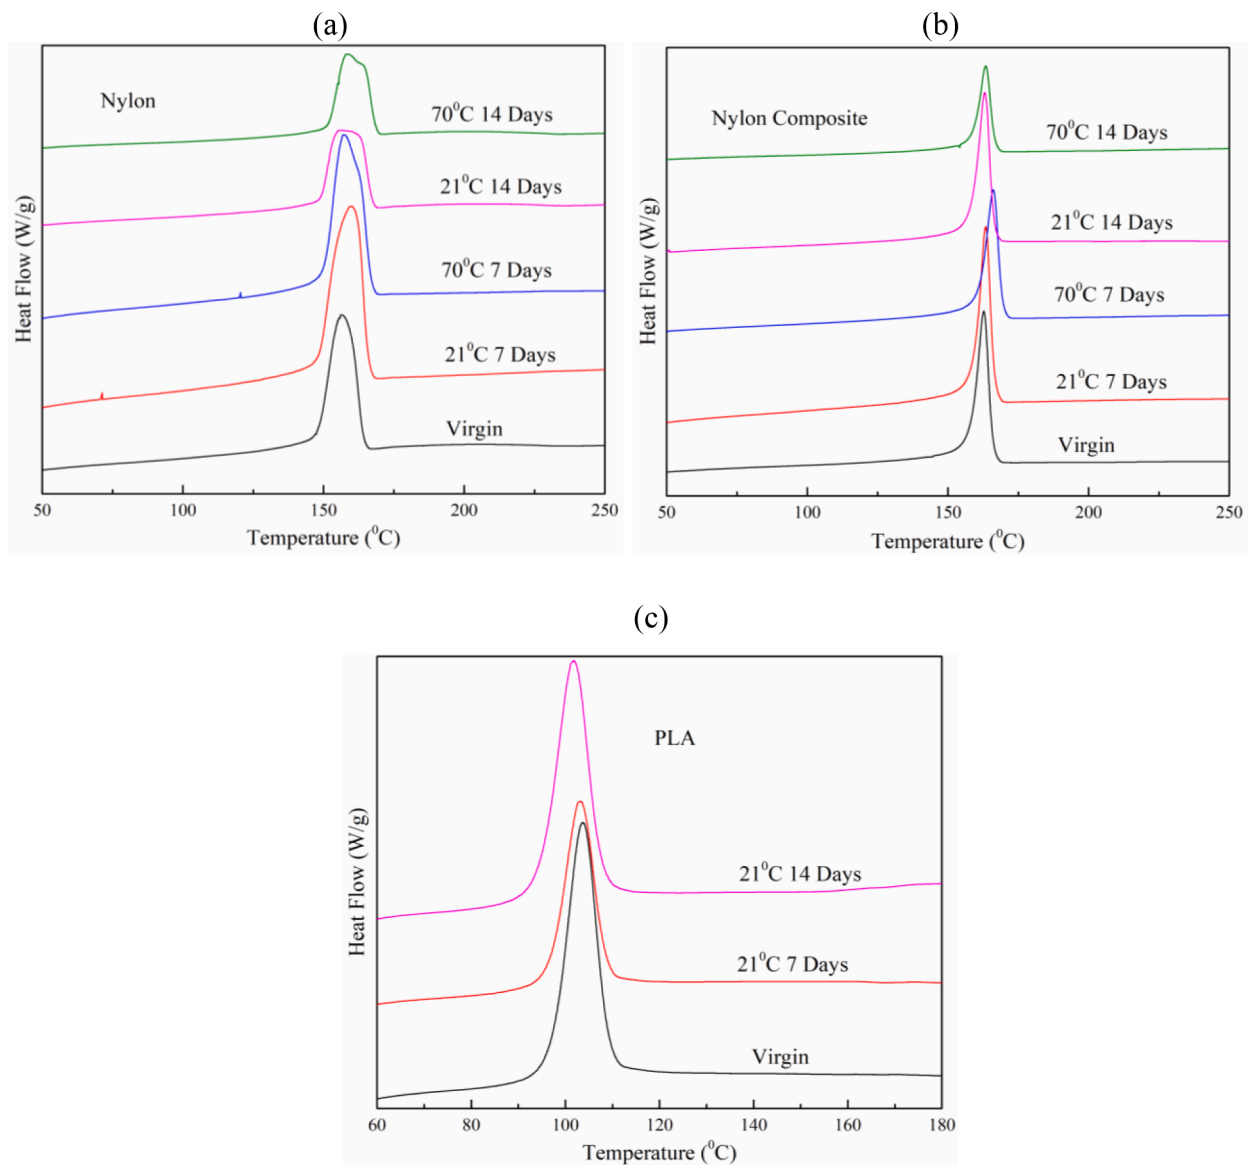 (a)
Nylon
70⁰C 14 Days
21⁰C 14 Days
70⁰C 7 Days
21⁰C 7 Days
Virgin
Heat Flow (W/g)
50 100 150 200 250
Temperature (⁰C)
(b)
Nylon Composite
70⁰C 14 Days
21⁰C 14 Days
70⁰C 7 Days
21⁰C 7 Days
Virgin
Heat Flow (W/g)
50 100 150 200 250
Temperature (⁰C)
(c)
PLA
21⁰C 14 Days
21⁰C 7 Days
Virgin
Heat Flow (W/g)
60 80 100 120 140 160 180
Temperature (⁰C)